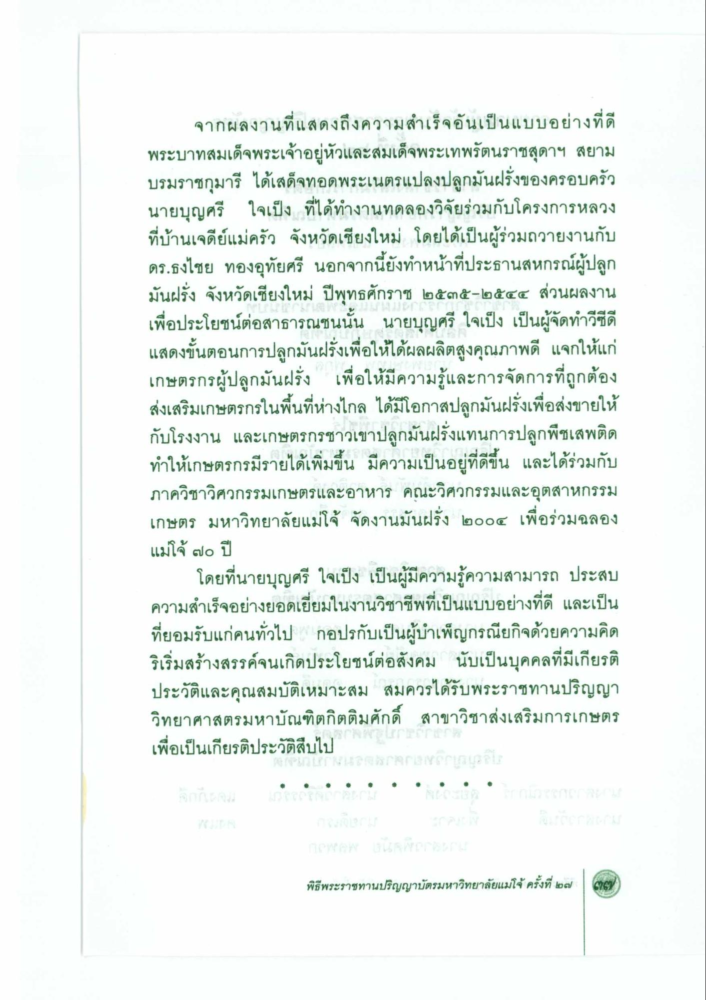 จากผลงานที่แสดงถึงความสำเร็จอันเป็นแบบอย่างที่ดี
พระบาทสมเด็จพระเจ้าอยู่หัวและสมเด็จพระเทพรัตนราชสุดาฯ สยาม
บรมราชกุมารี ได้เสด็จทอดพระเนตรแปลงปลูกมันฝรั่งของครอบครัว
นายบุญศรี ใจเป็ง ที่ได้ทำงานทดลองวิจัยร่วมกับโครงการหลวง
ที่บ้านเจดีย์แม่ครัว จังหวัดเชียงใหม่ โดยได้เป็นผู้ร่วมถวายงานกับ
ดร.ธงไชย ทองอุทัยศรี นอกจากนี้ยังทำหน้าที่ประธานสหกรณ์ผู้ปลูก
มันฝรั่ง จังหวัดเชียงใหม่ ปีพุทธศักราช ๒๕๓๕-๒๕๔๔ ส่วนผลงาน
เพื่อประโยชน์ต่อสาธารณชนนั้น นายบุญศรี ใจเป็ง เป็นผู้จัดทำวีซีดี
แสดงขั้นตอนการปลูกมันฝรั่งเพื่อให้ได้ผลผลิตสูงคุณภาพดี แจกให้แก่
เกษตรกรผู้ปลูกมันฝรั่ง เพื่อให้มีความรู้และการจัดการที่ถูกต้อง
ส่งเสริมเกษตรกรในพื้นที่ห่างไกล ได้มีโอกาสปลูกมันฝรั่งเพื่อส่งขายให้
กับโรงงาน และเกษตรกรชาวเขาปลูกมันฝรั่งแทนการปลูกพืชเสพติด
ทำให้เกษตรกรมีรายได้เพิ่มขึ้น มีความเป็นอยู่ที่ดีขึ้น และได้ร่วมกับ
ภาควิชาวิศวกรรมเกษตรและอาหาร คณะวิศวกรรมและอุตสาหกรรม
เกษตร มหาวิทยาลัยแม่โจ้ จัดงานมันฝรั่ง ๒๐๐๔ เพื่อร่วมฉลอง
แม่โจ้ ๗๐ ปี
โดยที่นายบุญศรี ใจเป็ง เป็นผู้มีความรู้ความสามารถ ประสบ
ความสำเร็จอย่างยอดเยี่ยมในงานวิชาชีพที่เป็นแบบอย่างที่ดี และเป็น
ที่ยอมรับแก่คนทั่วไป กอปรกับเป็นผู้บำเพ็ญกรณียกิจด้วยความคิด
ริเริ่มสร้างสรรค์จนเกิดประโยชน์ต่อสังคม นับเป็นบุคคลที่มีเกียรติ
ประวัติและคุณสมบัติเหมาะสม สมควรได้รับพระราชทานปริญญา
วิทยาศาสตรมหาบัณฑิตกิตติมศักดิ์ สาขาวิชาส่งเสริมการเกษตร
เพื่อเป็นเกียรติประวัติสืบไป
พิธีพระราชทานปริญญาบัตรมหาวิทยาลัยแม่โจ้ ครั้งที่ ๒๗
๓๗